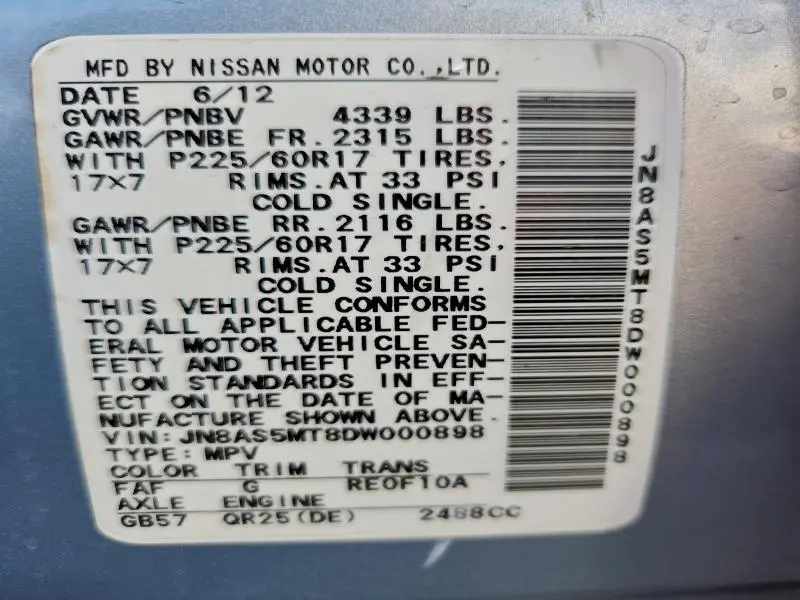 MFD BY NISSAN MOTOR CO.,LTD.
DATE 6/12
GVWR/PNBV 4339 LBS.
GAWR/PNBE FR.2315 LBS.
WITH P225/60R17 TIRES,
17×7 RIMS.AT 33 PSI
COLD SINGLE.
GAWR/PNBE RR.2116 LBS.
WITH P225/60R17 TIRES,
17×7 RIMS.AT 33 PSI
COLD SINGLE.
THIS VEHICLE CONFORMS
TO ALL APPLICABLE FED-
ERAL MOTOR VEHICLE SA-
FETY AND THEFT PREVEN-
TION STANDARDS IN EFF-
ECT ON THE DATE OF MA-
NUFACTURE SHOWN ABOVE.
VIN:JN8AS5MT8DW000898
TYPE:MPV
COLOR TRIM TRANS
FAF G RE0F10A
AXLE ENGINE
GB57 QR25(DE) 2488CC
JN8AS5MT8DW000898